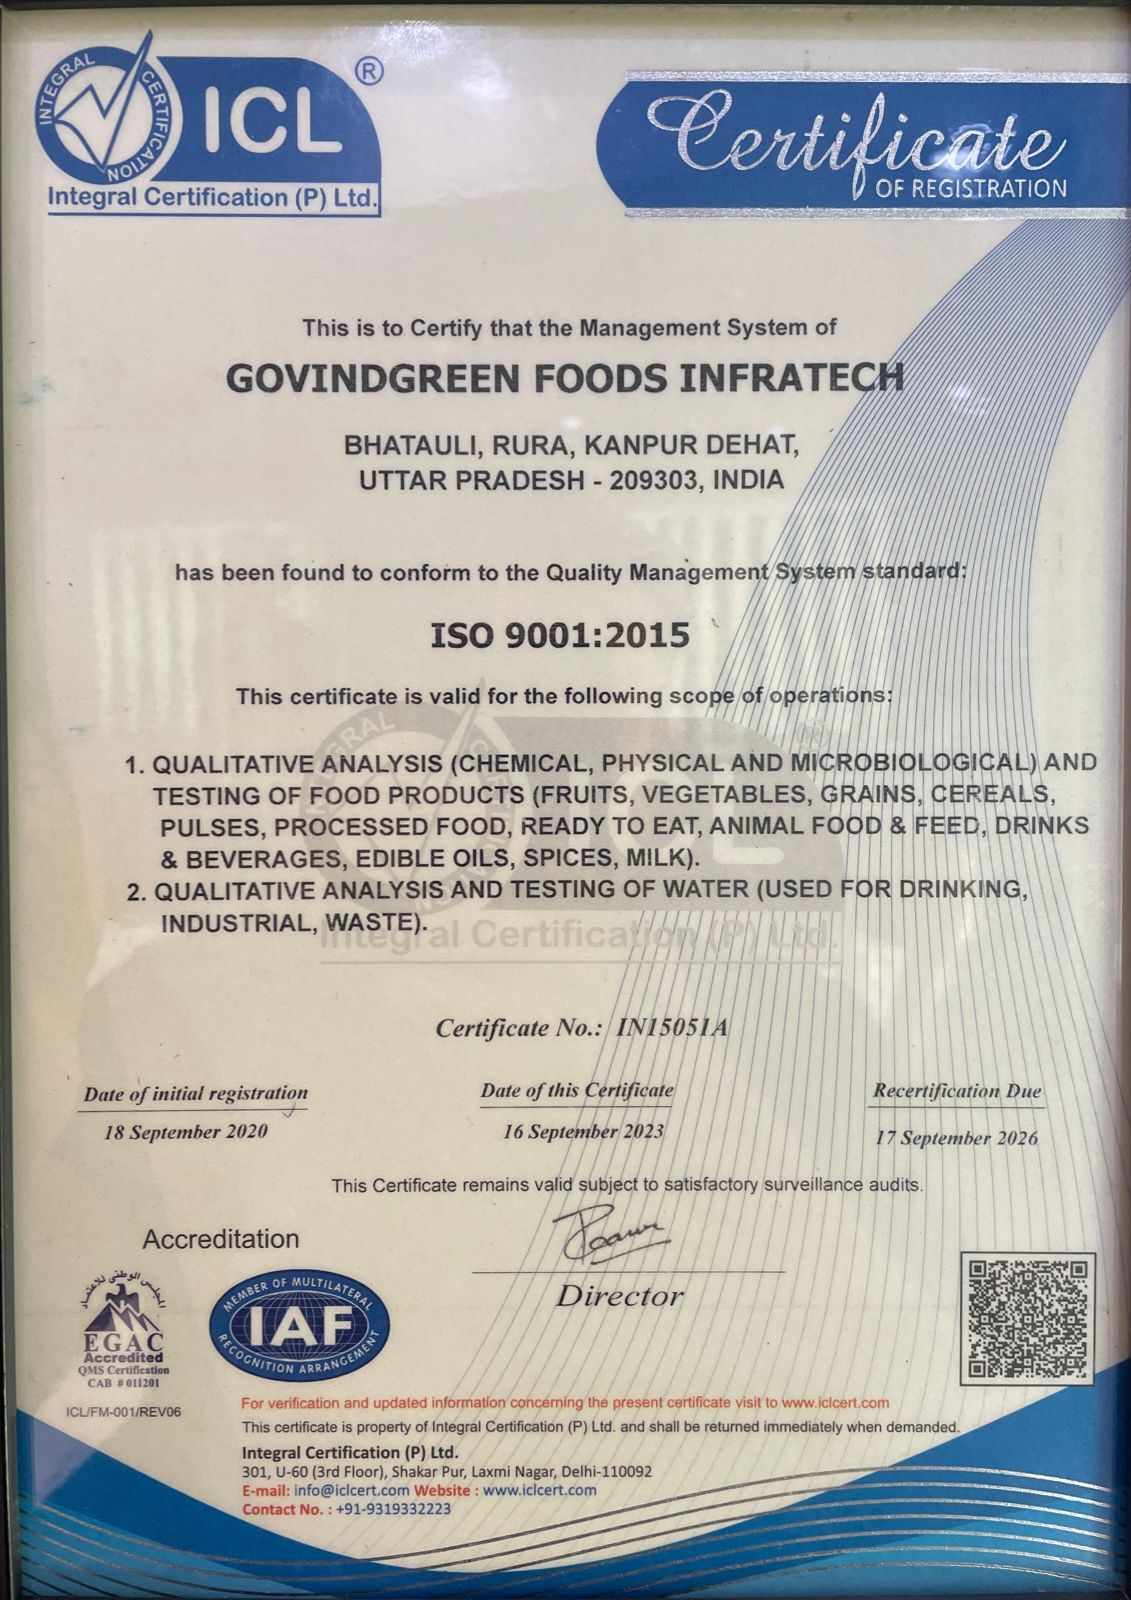 INTEGRAL CERTIFICATION
ICL ®
Integral Certification (P) Ltd.
Certificate
OF REGISTRATION
This is to Certify that the Management System of
GOVINDGREEN FOODS INFRATECH
BHATAULI, RURA, KANPUR DEHAT,
UTTAR PRADESH - 209303, INDIA
has been found to conform to the Quality Management System standard:
ISO 9001:2015
This certificate is valid for the following scope of operations:
1. QUALITATIVE ANALYSIS (CHEMICAL, PHYSICAL AND MICROBIOLOGICAL) AND
TESTING OF FOOD PRODUCTS (FRUITS, VEGETABLES, GRAINS, CEREALS,
PULSES, PROCESSED FOOD, READY TO EAT, ANIMAL FOOD & FEED, DRINKS
& BEVERAGES, EDIBLE OILS, SPICES, MILK).
2. QUALITATIVE ANALYSIS AND TESTING OF WATER (USED FOR DRINKING,
INDUSTRIAL, WASTE).
Integral Certification (P) Ltd.
Certificate No.: IN15051A
Date of initial registration
18 September 2020
Date of this Certificate
16 September 2023
Recertification Due
17 September 2026
This Certificate remains valid subject to satisfactory surveillance audits.
Director
Accreditation
المجلس الوطني للاعتماد
EGAC
Accredited
QMS Certification
CAB # 011201
MEMBER OF MULTILATERAL
IAF
RECOGNITION ARRANGEMENT
ICL/FM-001/REV06
For verification and updated information concerning the present certificate visit to www.iclcert.com
This certificate is property of Integral Certification (P) Ltd. and shall be returned immediately when demanded.
Integral Certification (P) Ltd.
301, U-60 (3rd Floor), Shakar Pur, Laxmi Nagar, Delhi-110092
E-mail: info@iclcert.com Website : www.iclcert.com
Contact No. : +91-9319332223